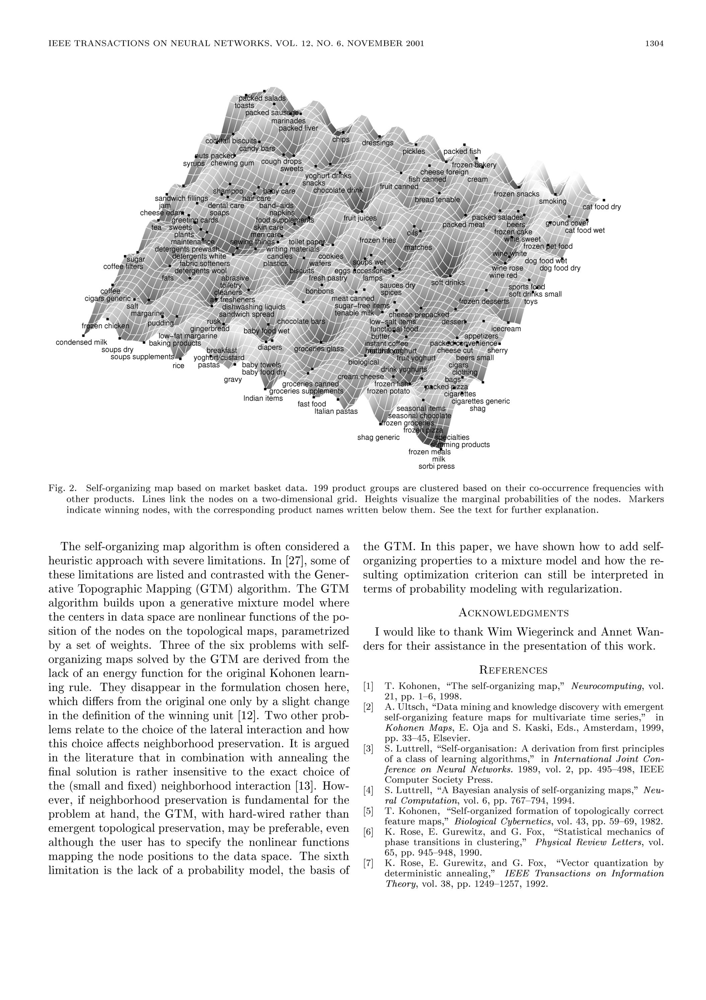 IEEE TRANSACTIONS ON NEURAL NETWORKS, VOL. 12, NO. 6, NOVEMBER 2001 1304
packed salads
toasts
packed sausage
marinades
packed liver
chips
dressings
pickles
packed fish
cocktail biscuits
candy bars
nuts packed
cough drops
frozen bakery
syrups
chewing gum
sweets
cheese foreign
yoghurt drinks
fish canned
cream
snacks
fruit canned
shampoo
baby care
chocolate drink
frozen snacks
sandwich fillings
hair care
bread tenable
smoking
jam
dental care
band-aids
cat food dry
cheese edam
soaps
napkins
fruit juices
packed salades
greeting cards
food supplements
packed meat
beers
ground cover
tea
sweets
skin care
frozen cake
cat food wet
plants
men care
oils
maintenance
sewing things
toilet paper
frozen fries
wine sweet
detergents prewash
writing materials
matches
frozen pet food
detergents white
candles
cookies
wine white
sugar
fabric softeners
plastics
wafers
soups wet
dog food wet
coffee filters
detergents wool
biscuits
eggs accessories
wine rose
dog food dry
fats
abrasive
fresh pastry
lamps
wine red
toiletry
sauces dry
soft drinks
coffee
cleaners
bonbons
spices
sports food
cigars generic
air fresheners
meat canned
soft drinks small
salt
dishwashing liquids
sugar-free items
frozen desserts
toys
margarine
sandwich spread
tenable milk
cheese prepacked
frozen chicken
pudding
rusk
chocolate bars
low-salt items
dessert
gingerbread
baby food wet
functional food
icecream
condensed milk
low-fat margarine
butter
appetizers
baking products
instant coffee
packed convenience
soups dry
breakfast
diapers
groceries glass
natural yoghurt
cheese cut
sherry
soups supplements
yoghurt/custard
fruit yoghurt
beers small
rice
pastas
baby towels
biological
cigars
baby food dry
drink yoghurts
clothing
gravy
cream cheese
bags
groceries canned
frozen fish
packed pizza
groceries supplements
frozen potato
cigarettes
Indian items
cigarettes generic
fast food
seasonal items
shag
Italian pastas
seasonal chocolate
frozen groceries
frozen pizza
shag generic
specialties
slimming products
frozen meals
milk
sorbi press
Fig. 2. Self-organizing map based on market basket data. 199 product groups are clustered based on their co-occurrence frequencies with
other products. Lines link the nodes on a two-dimensional grid. Heights visualize the marginal probabilities of the nodes. Markers
indicate winning nodes, with the corresponding product names written below them. See the text for further explanation.
The self-organizing map algorithm is often considered a
heuristic approach with severe limitations. In [27], some of
these limitations are listed and contrasted with the Gener-
ative Topographic Mapping (GTM) algorithm. The GTM
algorithm builds upon a generative mixture model where
the centers in data space are nonlinear functions of the po-
sition of the nodes on the topological maps, parametrized
by a set of weights. Three of the six problems with self-
organizing maps solved by the GTM are derived from the
lack of an energy function for the original Kohonen learn-
ing rule. They disappear in the formulation chosen here,
which differs from the original one only by a slight change
in the definition of the winning unit [12]. Two other prob-
lems relate to the choice of the lateral interaction and how
this choice affects neighborhood preservation. It is argued
in the literature that in combination with annealing the
final solution is rather insensitive to the exact choice of
the (small and fixed) neighborhood interaction [13]. How-
ever, if neighborhood preservation is fundamental for the
problem at hand, the GTM, with hard-wired rather than
emergent topological preservation, may be preferable, even
although the user has to specify the nonlinear functions
mapping the node positions to the data space. The sixth
limitation is the lack of a probability model, the basis of
the GTM. In this paper, we have shown how to add self-
organizing properties to a mixture model and how the re-
sulting optimization criterion can still be interpreted in
terms of probability modeling with regularization.
ACKNOWLEDGMENTS
I would like to thank Wim Wiegerinck and Annet Wan-
ders for their assistance in the presentation of this work.
REFERENCES
[1] T. Kohonen, “The self-organizing map,” Neurocomputing, vol.
21, pp. 1–6, 1998.
[2] A. Ultsch, “Data mining and knowledge discovery with emergent
self-organizing feature maps for multivariate time series,” in
Kohonen Maps, E. Oja and S. Kaski, Eds., Amsterdam, 1999,
pp. 33–45, Elsevier.
[3] S. Luttrell, “Self-organisation: A derivation from first principles
of a class of learning algorithms,” in International Joint Con-
ference on Neural Networks. 1989, vol. 2, pp. 495–498, IEEE
Computer Society Press.
[4] S. Luttrell, “A Bayesian analysis of self-organizing maps,” Neu-
ral Computation, vol. 6, pp. 767–794, 1994.
[5] T. Kohonen, “Self-organized formation of topologically correct
feature maps,” Biological Cybernetics, vol. 43, pp. 59–69, 1982.
[6] K. Rose, E. Gurewitz, and G. Fox, “Statistical mechanics of
phase transitions in clustering,” Physical Review Letters, vol.
65, pp. 945–948, 1990.
[7] K. Rose, E. Gurewitz, and G. Fox, “Vector quantization by
deterministic annealing,” IEEE Transactions on Information
Theory, vol. 38, pp. 1249–1257, 1992.